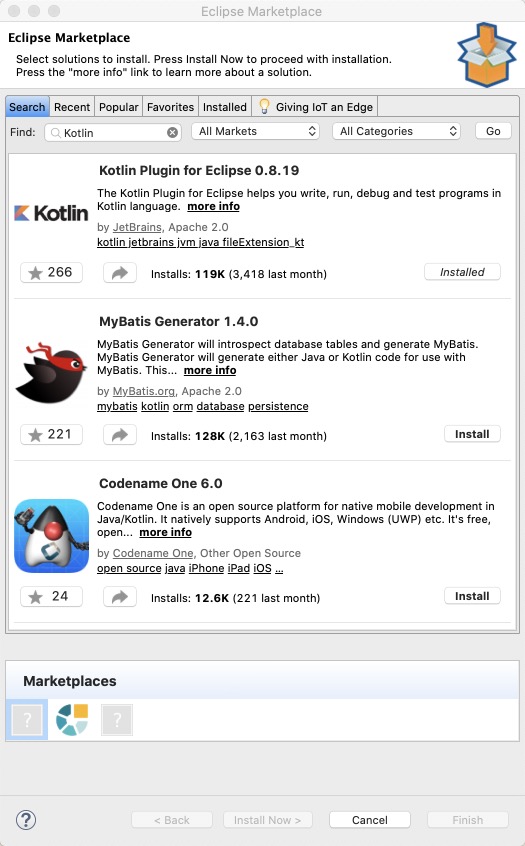 Eclipse Marketplace
Eclipse Marketplace
Select solutions to install. Press Install Now to proceed with installation.
Press the "more info" link to learn more about a solution.
Search Recent Popular Favorites Installed Giving IoT an Edge
Find: Kotlin All Markets All Categories Go
Kotlin Plugin for Eclipse 0.8.19
The Kotlin Plugin for Eclipse helps you write, run, debug and test programs in
Kotlin language. more info
Kotlin
by JetBrains, Apache 2.0
kotlin jetbrains jvm java fileExtension_kt
266 Installs: 119K (3,418 last month) Installed
MyBatis Generator 1.4.0
MyBatis Generator will introspect database tables and generate MyBatis.
MyBatis Generator will generate either Java or Kotlin code for use with
MyBatis. This... more info
by MyBatis.org, Apache 2.0
mybatis kotlin orm database persistence
221 Installs: 128K (2,163 last month) Install
Codename One 6.0
Codename One is an open source platform for native mobile development in
Java/Kotlin. It natively supports Android, iOS, Windows (UWP) etc. It's free,
open... more info
by Codename One, Other Open Source
open source java iPhone iPad iOS ...
24 Installs: 12.6K (221 last month) Install
Marketplaces
? ?
? < Back Install Now > Cancel Finish